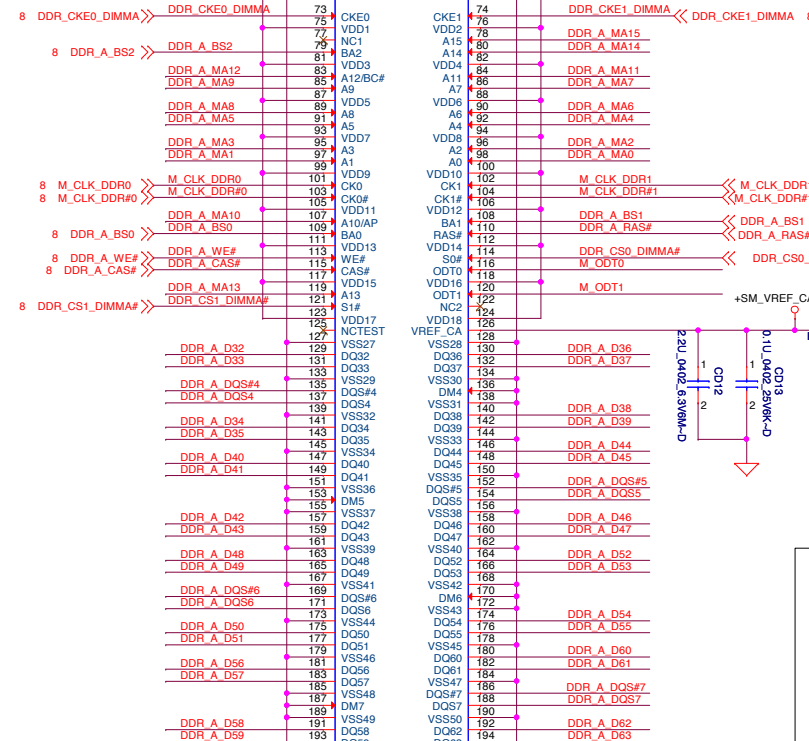 8 DDR_CKE0_DIMMA DDR_CKE0_DIMMA 73 CKE0 CKE1 74 DDR_CKE1_DIMMA DDR_CKE1_DIMMA
75 VDD1 VDD2 76
77 NC1 A15 78 DDR_A_MA15
8 DDR_A_BS2 DDR_A_BS2 79 BA2 A14 80 DDR_A_MA14
81 VDD3 VDD4 82
DDR_A_MA12 83 A12/BC# A11 84 DDR_A_MA11
DDR_A_MA9 85 A9 A7 86 DDR_A_MA7
87 VDD5 VDD6 88
DDR_A_MA8 89 A8 A6 90 DDR_A_MA6
DDR_A_MA5 91 A5 A4 92 DDR_A_MA4
93 VDD7 VDD8 94
DDR_A_MA3 95 A3 A2 96 DDR_A_MA2
DDR_A_MA1 97 A1 A0 98 DDR_A_MA0
99 VDD9 VDD10 100
8 M_CLK_DDR0 M_CLK_DDR0 101 CK0 CK1 102 M_CLK_DDR1 M_CLK_DDR1
8 M_CLK_DDR#0 M_CLK_DDR#0 103 CK0# CK1# 104 M_CLK_DDR#1 M_CLK_DDR#
105 VDD11 VDD12 106
DDR_A_MA10 107 A10/AP BA1 108 DDR_A_BS1 DDR_A_BS1
8 DDR_A_BS0 DDR_A_BS0 109 BA0 RAS# 110 DDR_A_RAS# DDR_A_RAS#
111 VDD13 VDD14 112
8 DDR_A_WE# DDR_A_WE# 113 WE# S0# 114 DDR_CS0_DIMMA# DDR_CS0_
8 DDR_A_CAS# DDR_A_CAS# 115 CAS# ODT0 116 M_ODT0
117 VDD15 VDD16 118
DDR_A_MA13 119 A13 ODT1 120 M_ODT1
8 DDR_CS1_DIMMA# DDR_CS1_DIMMA# 121 S1# NC2 122 +SM_VREF_CA
123 VDD17 VDD18 124
125 NCTEST VREF_CA 126
127 VSS27 VSS28 128
DDR_A_D32 129 DQ32 DQ36 130 DDR_A_D36
DDR_A_D33 131 DQ33 DQ37 132 DDR_A_D37
133 VSS29 VSS30 134
DDR_A_DQS#4 135 DQS#4 DM4 136
DDR_A_DQS4 137 DQS4 VSS31 138
139 VSS32 DQ38 140 DDR_A_D38
DDR_A_D34 141 DQ34 DQ39 142 DDR_A_D39
DDR_A_D35 143 DQ35 VSS33 144
145 VSS34 DQ44 146 DDR_A_D44
DDR_A_D40 147 DQ40 DQ45 148 DDR_A_D45
DDR_A_D41 149 DQ41 VSS35 150
151 VSS36 DQS#5 152 DDR_A_DQS#5
153 DM5 DQS5 154 DDR_A_DQS5
155 VSS37 VSS38 156
DDR_A_D42 157 DQ42 DQ46 158 DDR_A_D46
DDR_A_D43 159 DQ43 DQ47 160 DDR_A_D47
161 VSS39 VSS40 162
DDR_A_D48 163 DQ48 DQ52 164 DDR_A_D52
DDR_A_D49 165 DQ49 DQ53 166 DDR_A_D53
167 VSS41 VSS42 168
DDR_A_DQS#6 169 DQS#6 DM6 170
DDR_A_DQS6 171 DQS6 VSS43 172
173 VSS44 DQ54 174 DDR_A_D54
DDR_A_D50 175 DQ50 DQ55 176 DDR_A_D55
DDR_A_D51 177 DQ51 VSS45 178
179 VSS46 DQ60 180 DDR_A_D60
DDR_A_D56 181 DQ56 DQ61 182 DDR_A_D61
DDR_A_D57 183 DQ57 VSS47 184
185 VSS48 DQS#7 186 DDR_A_DQS#7
187 DM7 DQS7 188 DDR_A_DQS7
189 VSS49 VSS50 190
DDR_A_D58 191 DQ58 DQ62 192 DDR_A_D62
DDR_A_D59 193 194 DDR_A_D63
2.2U_0402_6.3V6M~D
1
CD12
2
0.1U_0402_25V6K~D
1
CD13
2